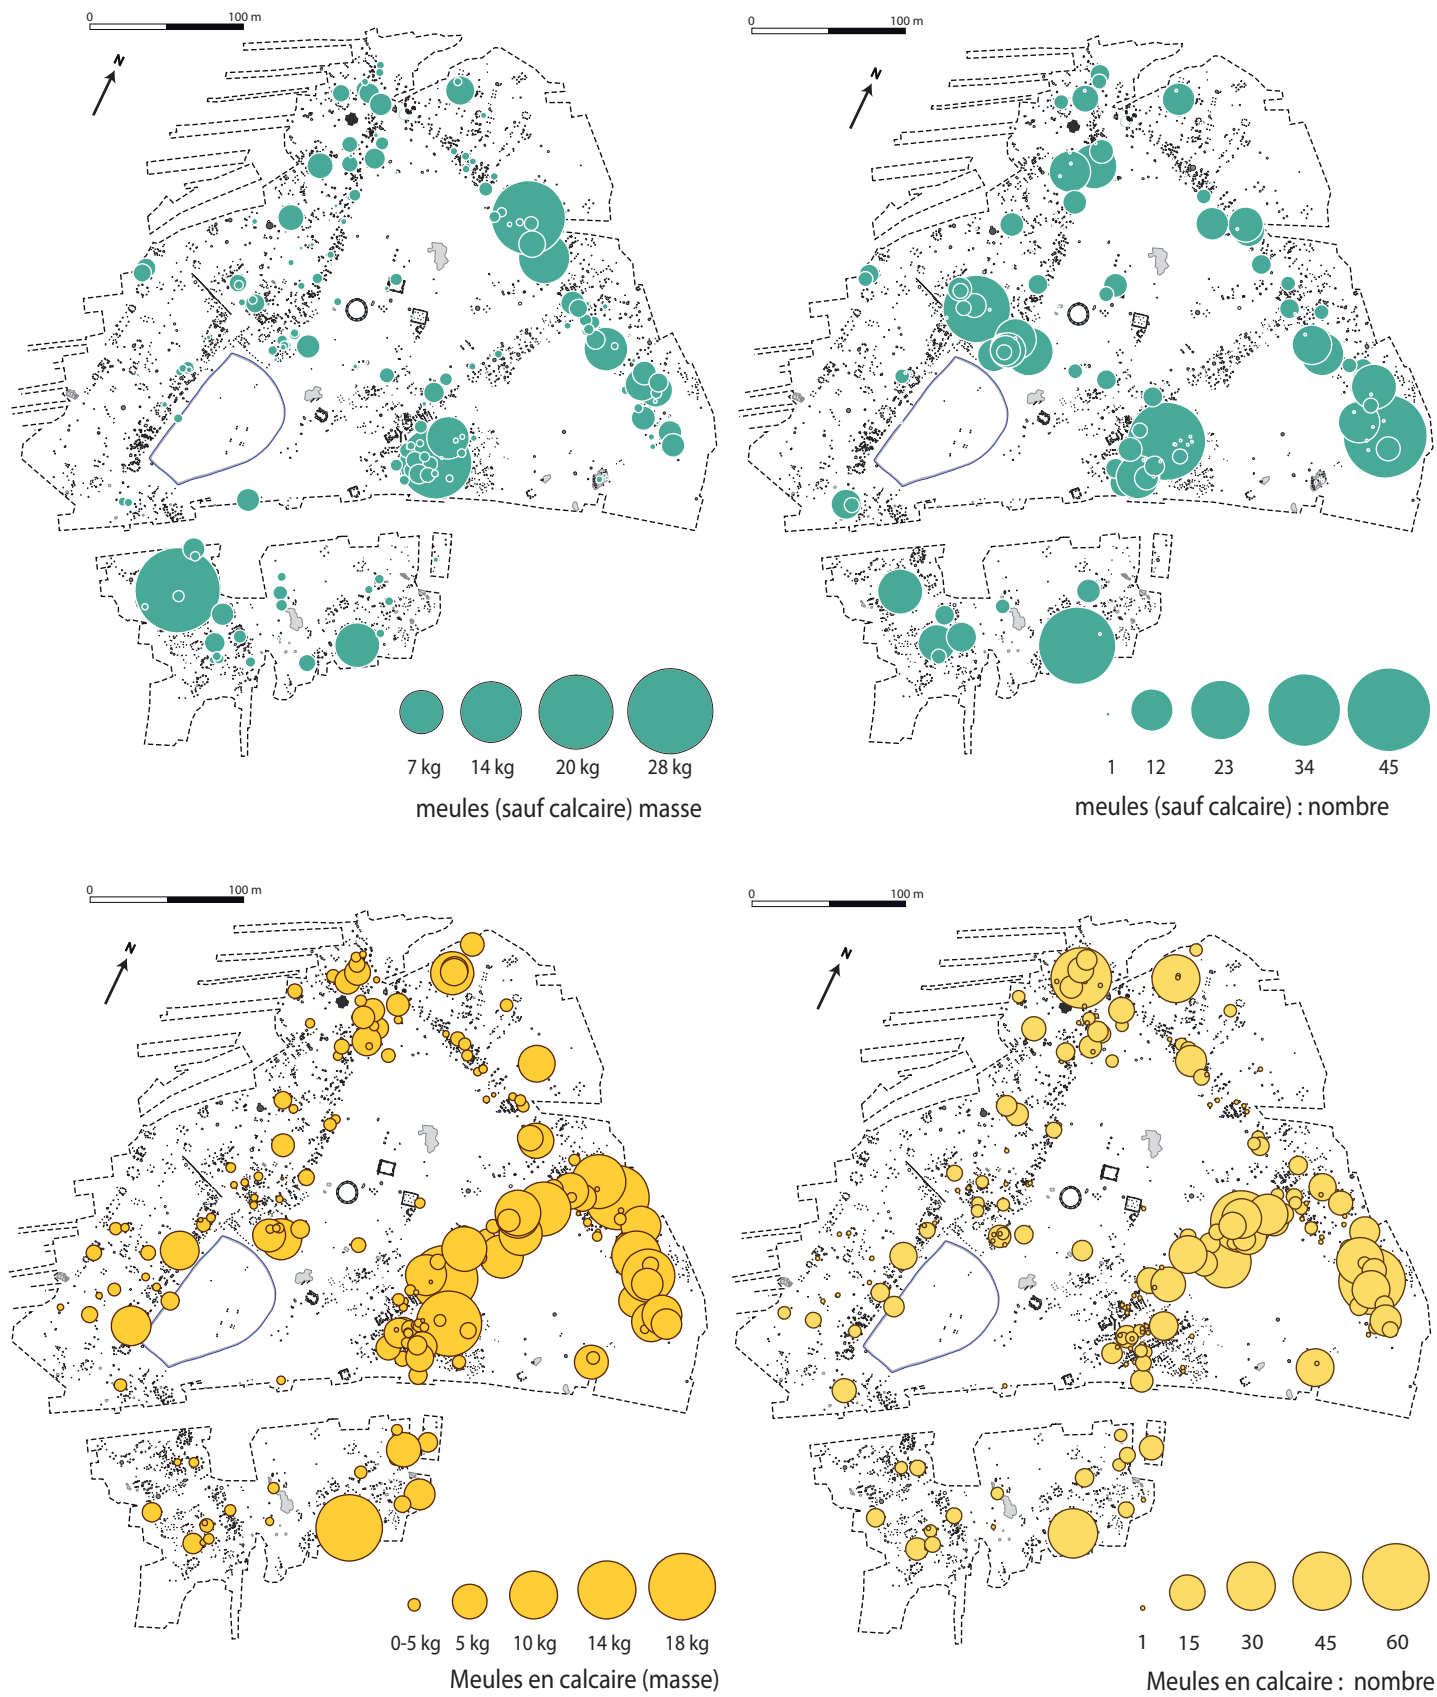 0 100 m
N
7 kg 14 kg 20 kg 28 kg
meules (sauf calcaire) masse
0 100 m
N
1 12 23 34 45
meules (sauf calcaire) : nombre
0 100 m
N
0-5 kg 5 kg 10 kg 14 kg 18 kg
Meules en calcaire (masse)
0 100 m
N
1 15 30 45 60
Meules en calcaire : nombre